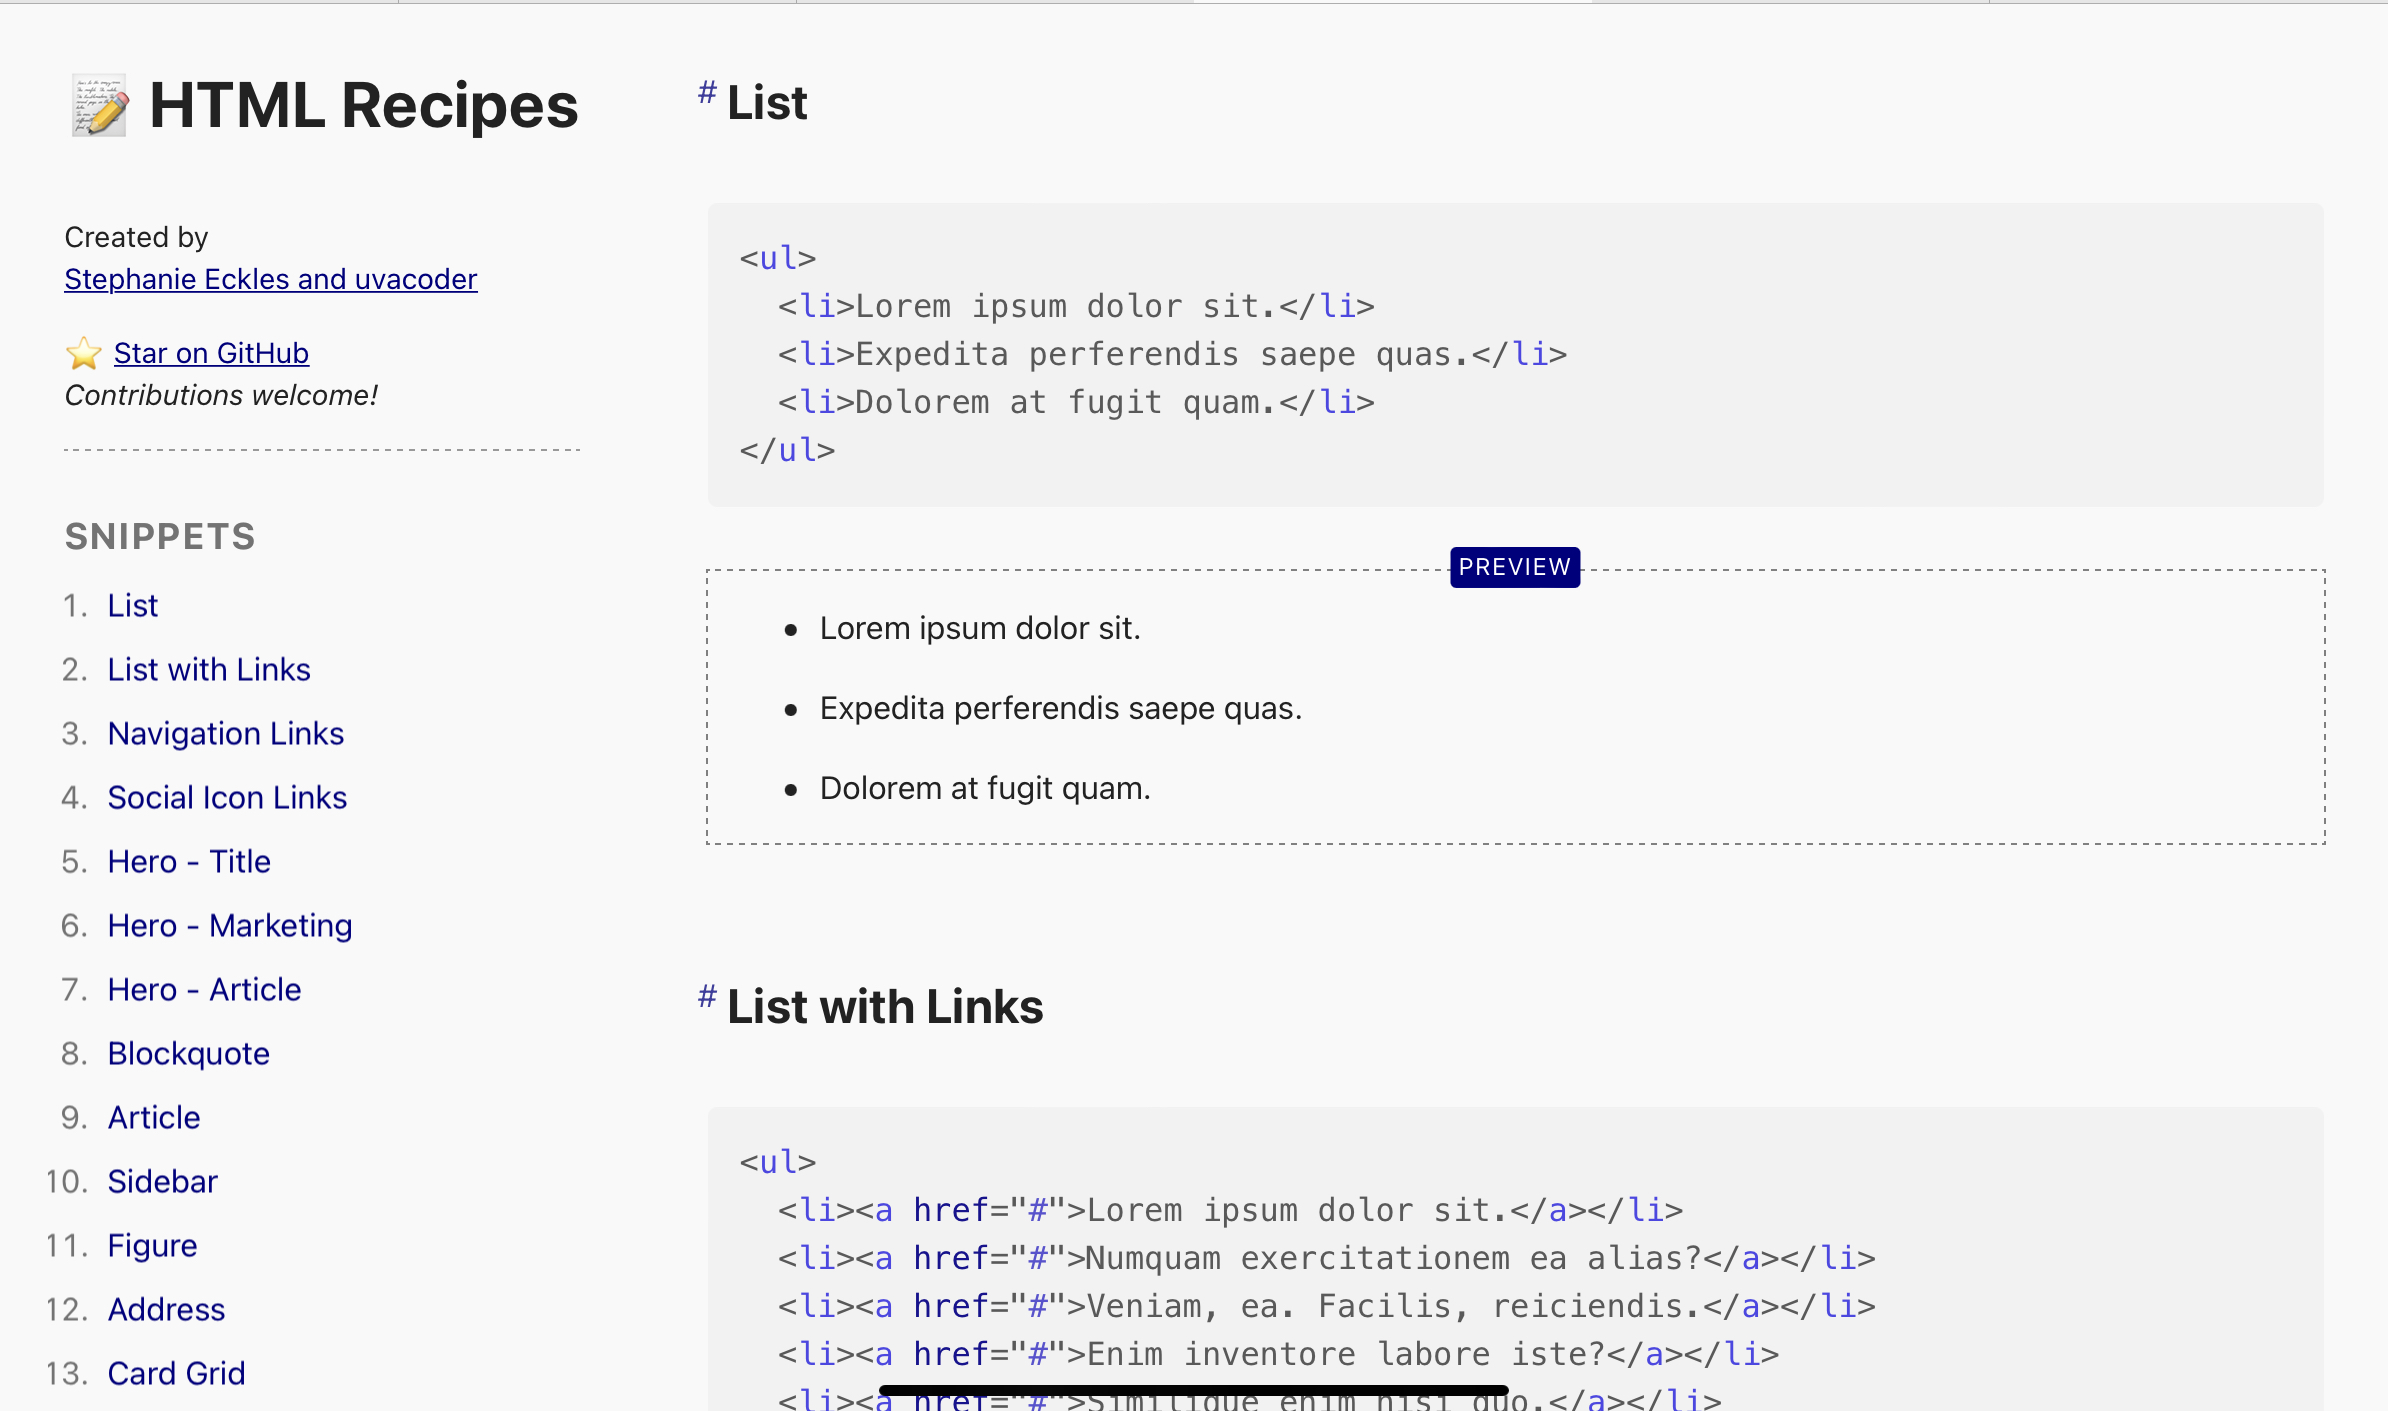 HTML Recipes
Created by
Stephanie Eckles and uvacoder
Star on GitHub
Contributions welcome!
SNIPPETS
1. List
2. List with Links
3. Navigation Links
4. Social Icon Links
5. Hero - Title
6. Hero - Marketing
7. Hero - Article
8. Blockquote
9. Article
10. Sidebar
11. Figure
12. Address
13. Card Grid
# List
<ul>
  <li>Lorem ipsum dolor sit.</li>
  <li>Expedita perferendis saepe quas.</li>
  <li>Dolorem at fugit quam.</li>
</ul>
PREVIEW
• Lorem ipsum dolor sit.
• Expedita perferendis saepe quas.
• Dolorem at fugit quam.
# List with Links
<ul>
  <li><a href="#">Lorem ipsum dolor sit.</a></li>
  <li><a href="#">Numquam exercitationem ea alias?</a></li>
  <li><a href="#">Veniam, ea. Facilis, reiciendis.</a></li>
  <li><a href="#">Enim inventore labore iste?</a></li>
  <li><a href="#">Similique enim nisi quo.</a></li>